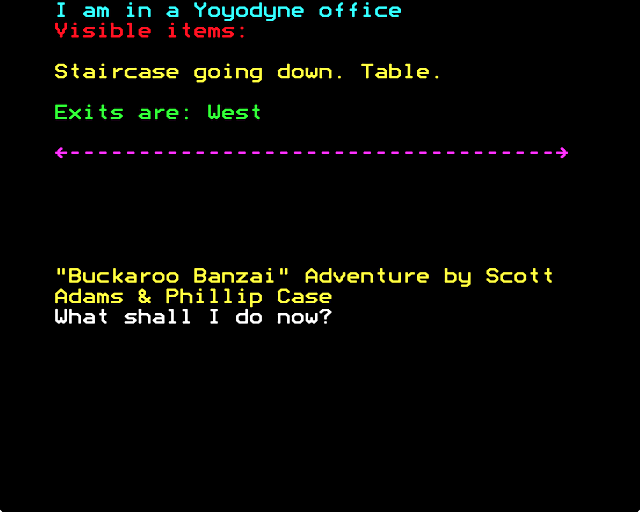 I am in a Yoyodyne office
Visible items:
Staircase going down. Table.
Exits are: West
<------------------------------------->
"Buckaroo Banzai" Adventure by Scott
Adams & Phillip Case
What shall I do now?